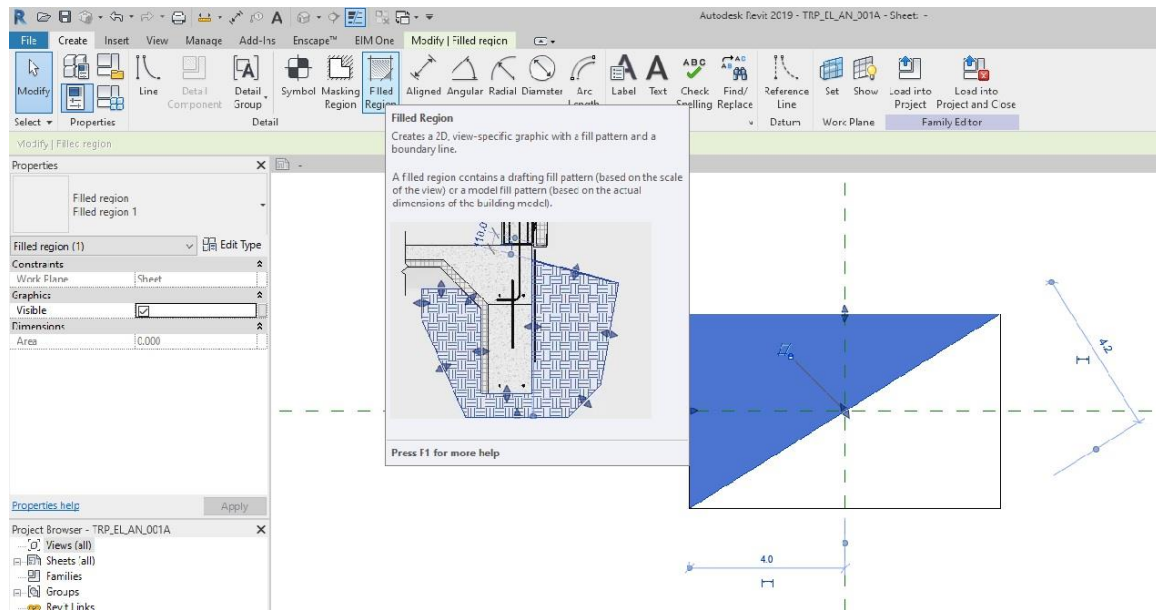 Autodesk Revit 2019 - TRP_EL_AN_001A - Sheet: -
File Create Insert View Manage Add-Ins Enscape™ BIM One Modify | Filled region
Modify
Line
Detail Component
Detail Group
Symbol
Masking Region
Filled Region
Aligned Angular Radial Diameter Arc Length
Label Text
Check Spelling
Find/ Replace
Reference Line
Set Show
Load into Project
Load into Project and Close
Select Properties Detail Datum Work Plane Family Editor
Modify | Filled region
Properties
Filled region
Filled region 1
Filled region (1) Edit Type
Constraints
Work Plane Sheet
Graphics
Visible
Dimensions
Area 0.000
Properties help Apply
Project Browser - TRP_EL_AN_001A
Views (all)
Sheets (all)
Families
Groups
Revit Links
Filled Region
Creates a 2D, view-specific graphic with a fill pattern and a
boundary line.
A filled region contains a drafting fill pattern (based on the scale
of the view) or a model fill pattern (based on the actual
dimensions of the building model).
Press F1 for more help
4.2
4.0